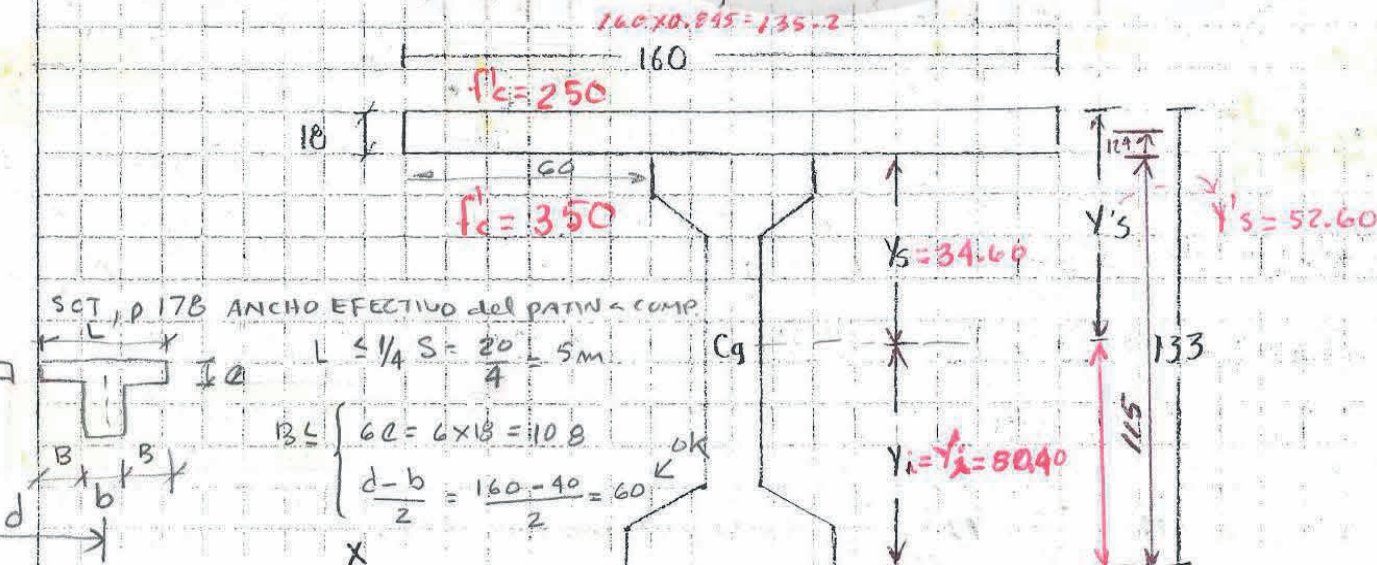 160x0.845=135.2
160
f'c=250
18
60
f'c=350
Y's
Y's=52.60
Ys=34.60
SCT, p 178 ANCHO EFECTIVO del PATIN a COMP.
L
L ≤ 1/4 S = 20/4 = 5m
Cg
133
e
115
B ≤ { 6e = 6x18 = 108
d-b/2 = 160-40/2 = 60 ok
B B
b
d
Yi=Y'i=80.40
X